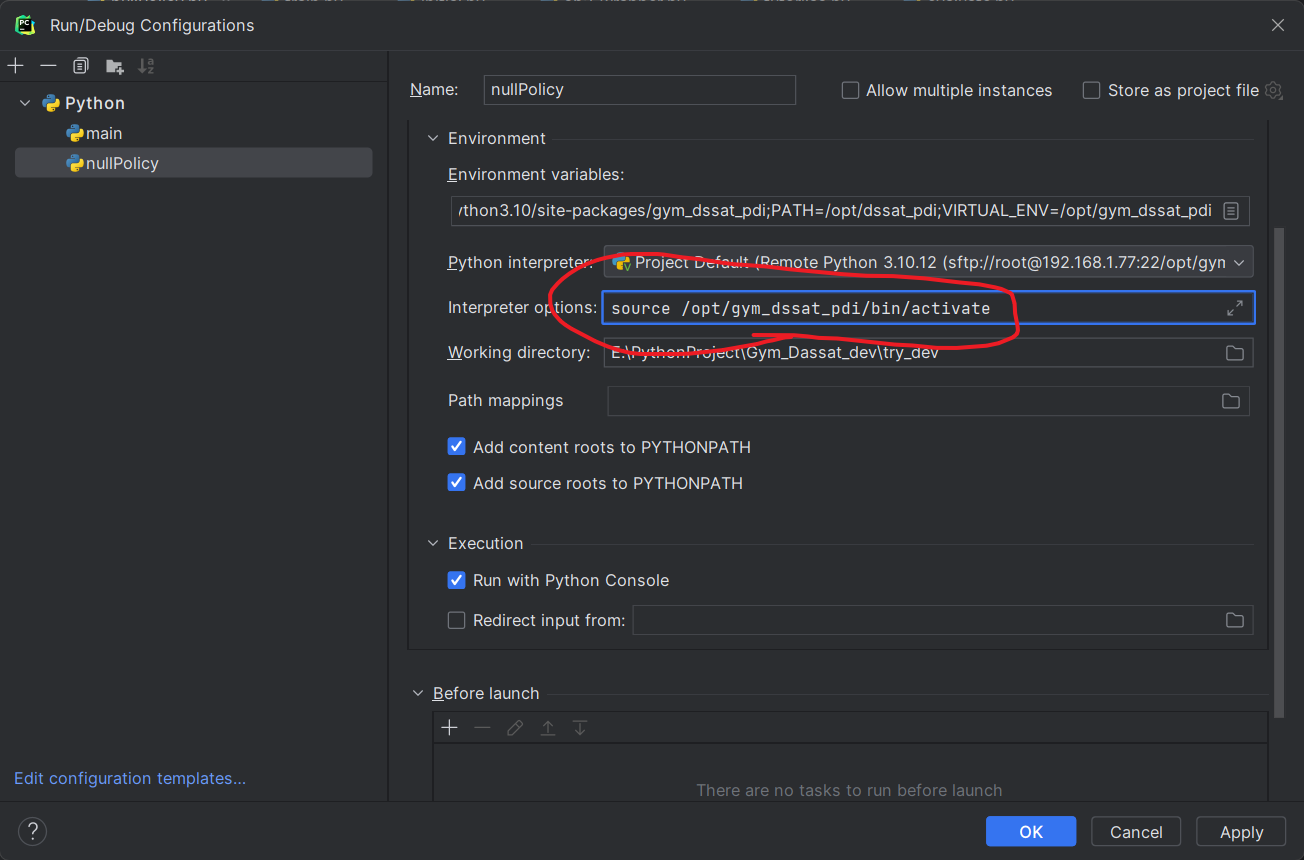 Run/Debug Configurations
Python
main
nullPolicy
Edit configuration templates...
Name: nullPolicy
Allow multiple instances
Store as project file
Environment
Environment variables:
ython3.10/site-packages/gym_dssat_pdi;PATH=/opt/dssat_pdi;VIRTUAL_ENV=/opt/gym_dssat_pdi
Python interpreter: Project Default (Remote Python 3.10.12 (sftp://root@192.168.1.77:22/opt/gyn
Interpreter options: source /opt/gym_dssat_pdi/bin/activate
Working directory: E:\PythonProject\Gym_Dassat_dev\try_dev
Path mappings
Add content roots to PYTHONPATH
Add source roots to PYTHONPATH
Execution
Run with Python Console
Redirect input from:
Before launch
There are no tasks to run before launch
?
OK
Cancel
Apply